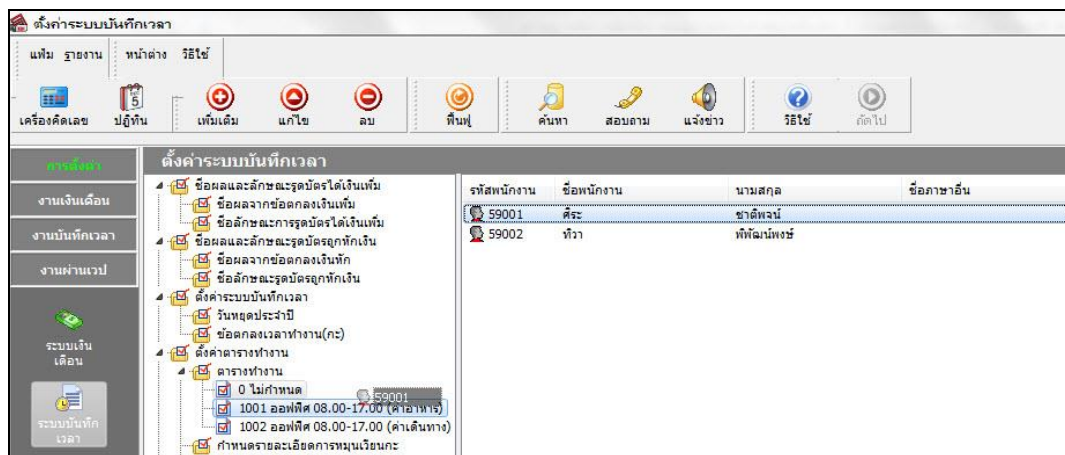 ตั้งค่าระบบบันทึกเวลา
แฟ้ม รายงาน หน้าต่าง วิธีใช้
เครื่องคิดเลข ปฏิทิน เพิ่มเติม แก้ไข ลบ ฟื้นฟู ค้นหา สอบถาม แจ้งข่าว วิธีใช้ ถัดไป
การตั้งค่า
งานเงินเดือน
งานบันทึกเวลา
งานผ่านเวป
ระบบเงิน
เดือน
ระบบบันทึก
เวลา
ตั้งค่าระบบบันทึกเวลา
ชื่อผลและลักษณะรูดบัตรได้เงินเพิ่ม
ชื่อผลจากข้อตกลงเงินเพิ่ม
ชื่อลักษณะการรูดบัตรได้เงินเพิ่ม
ชื่อผลและลักษณะรูดบัตรถูกหักเงิน
ชื่อผลจากข้อตกลงเงินหัก
ชื่อลักษณะรูดบัตรถูกหักเงิน
ตั้งค่าระบบบันทึกเวลา
วันหยุดประจำปี
ข้อตกลงเวลาทำงาน(กะ)
ตั้งค่าตารางทำงาน
ตารางทำงาน
0 ไม่กำหนด
59001
1001 ออฟฟิศ 08.00-17.00 (ค่าอาหาร)
1002 ออฟฟิศ 08.00-17.00 (ค่าเดินทาง)
กำหนดรายละเอียดการหมุนเวียนกะ
รหัสพนักงาน ชื่อพนักงาน นามสกุล ชื่อภาษาอื่น
59001 ศิระ ชาติพจน์
59002 ทิวา พิพัฒน์พงษ์